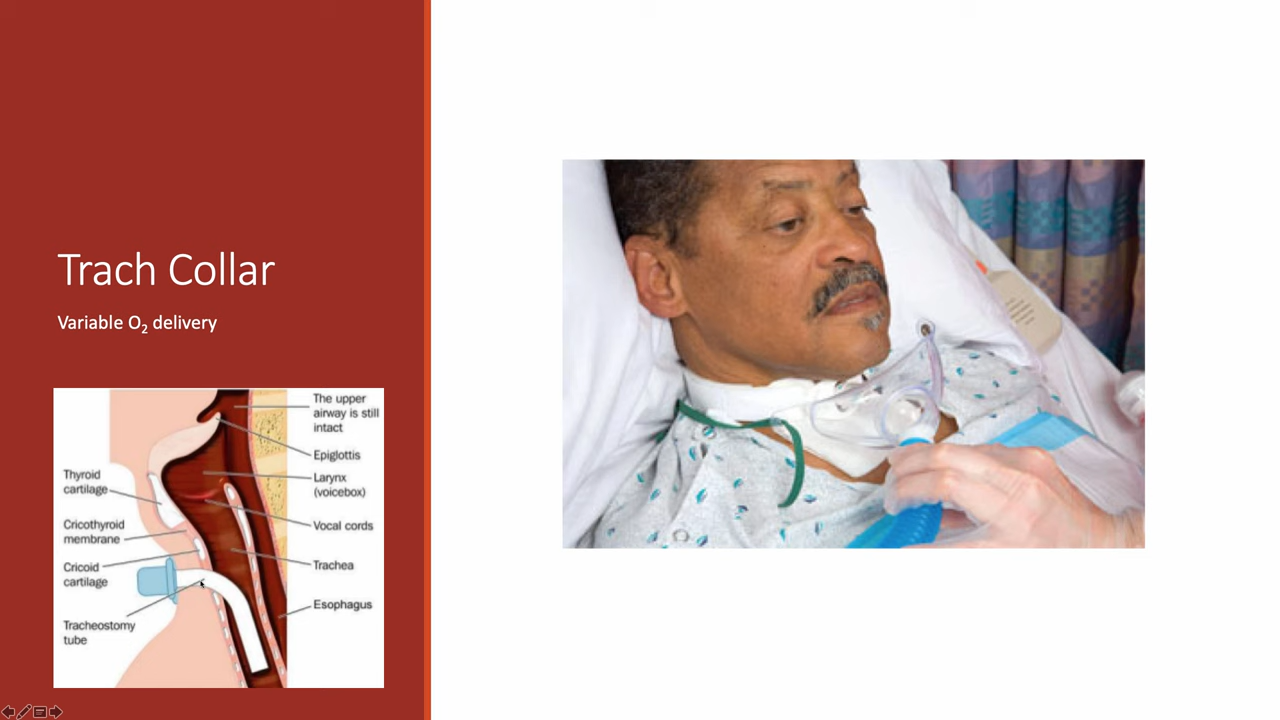 Trach Collar
Variable O₂ delivery
The upper
airway is still
intact
Epiglottis
Thyroid
cartilage
Larynx
(voicebox)
Cricothyroid
membrane
Vocal cords
Cricoid
cartilage
Trachea
Tracheostomy
tube
Esophagus